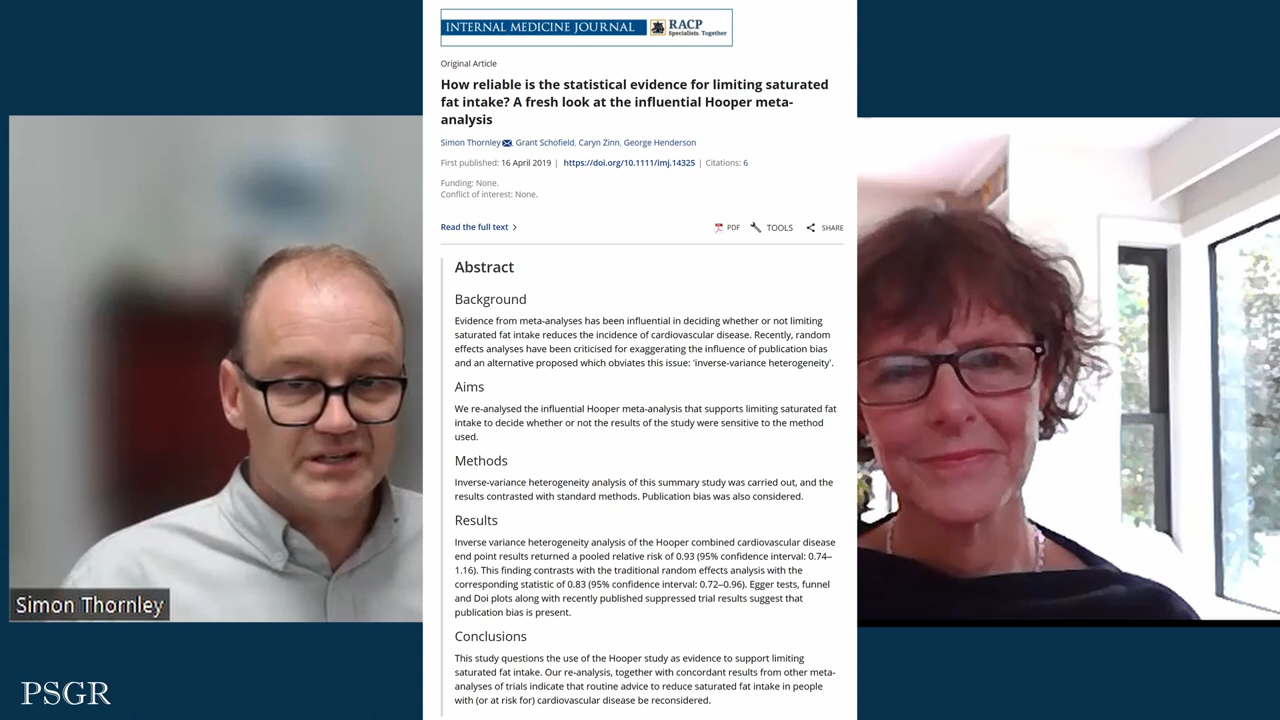 INTERNAL MEDICINE JOURNAL
RACP
Specialists. Together
Original Article
How reliable is the statistical evidence for limiting saturated
fat intake? A fresh look at the influential Hooper meta-
analysis
Simon Thornley, Grant Schofield, Caryn Zinn, George Henderson
First published: 16 April 2019 | https://doi.org/10.1111/imj.14325 | Citations: 6
Funding: None.
Conflict of interest: None.
Read the full text
PDF TOOLS SHARE
Abstract
Background
Evidence from meta-analyses has been influential in deciding whether or not limiting
saturated fat intake reduces the incidence of cardiovascular disease. Recently, random
effects analyses have been criticised for exaggerating the influence of publication bias
and an alternative proposed which obviates this issue: 'inverse-variance heterogeneity'.
Aims
We re-analysed the influential Hooper meta-analysis that supports limiting saturated fat
intake to decide whether or not the results of the study were sensitive to the method
used.
Methods
Inverse-variance heterogeneity analysis of this summary study was carried out, and the
results contrasted with standard methods. Publication bias was also considered.
Results
Inverse variance heterogeneity analysis of the Hooper combined cardiovascular disease
end point results returned a pooled relative risk of 0.93 (95% confidence interval: 0.74–
1.16). This finding contrasts with the traditional random effects analysis with the
corresponding statistic of 0.83 (95% confidence interval: 0.72–0.96). Egger tests, funnel
and Doi plots along with recently published suppressed trial results suggest that
publication bias is present.
Conclusions
This study questions the use of the Hooper study as evidence to support limiting
saturated fat intake. Our re-analysis, together with concordant results from other meta-
analyses of trials indicate that routine advice to reduce saturated fat intake in people
with (or at risk for) cardiovascular disease be reconsidered.
Simon Thornley
PSGR